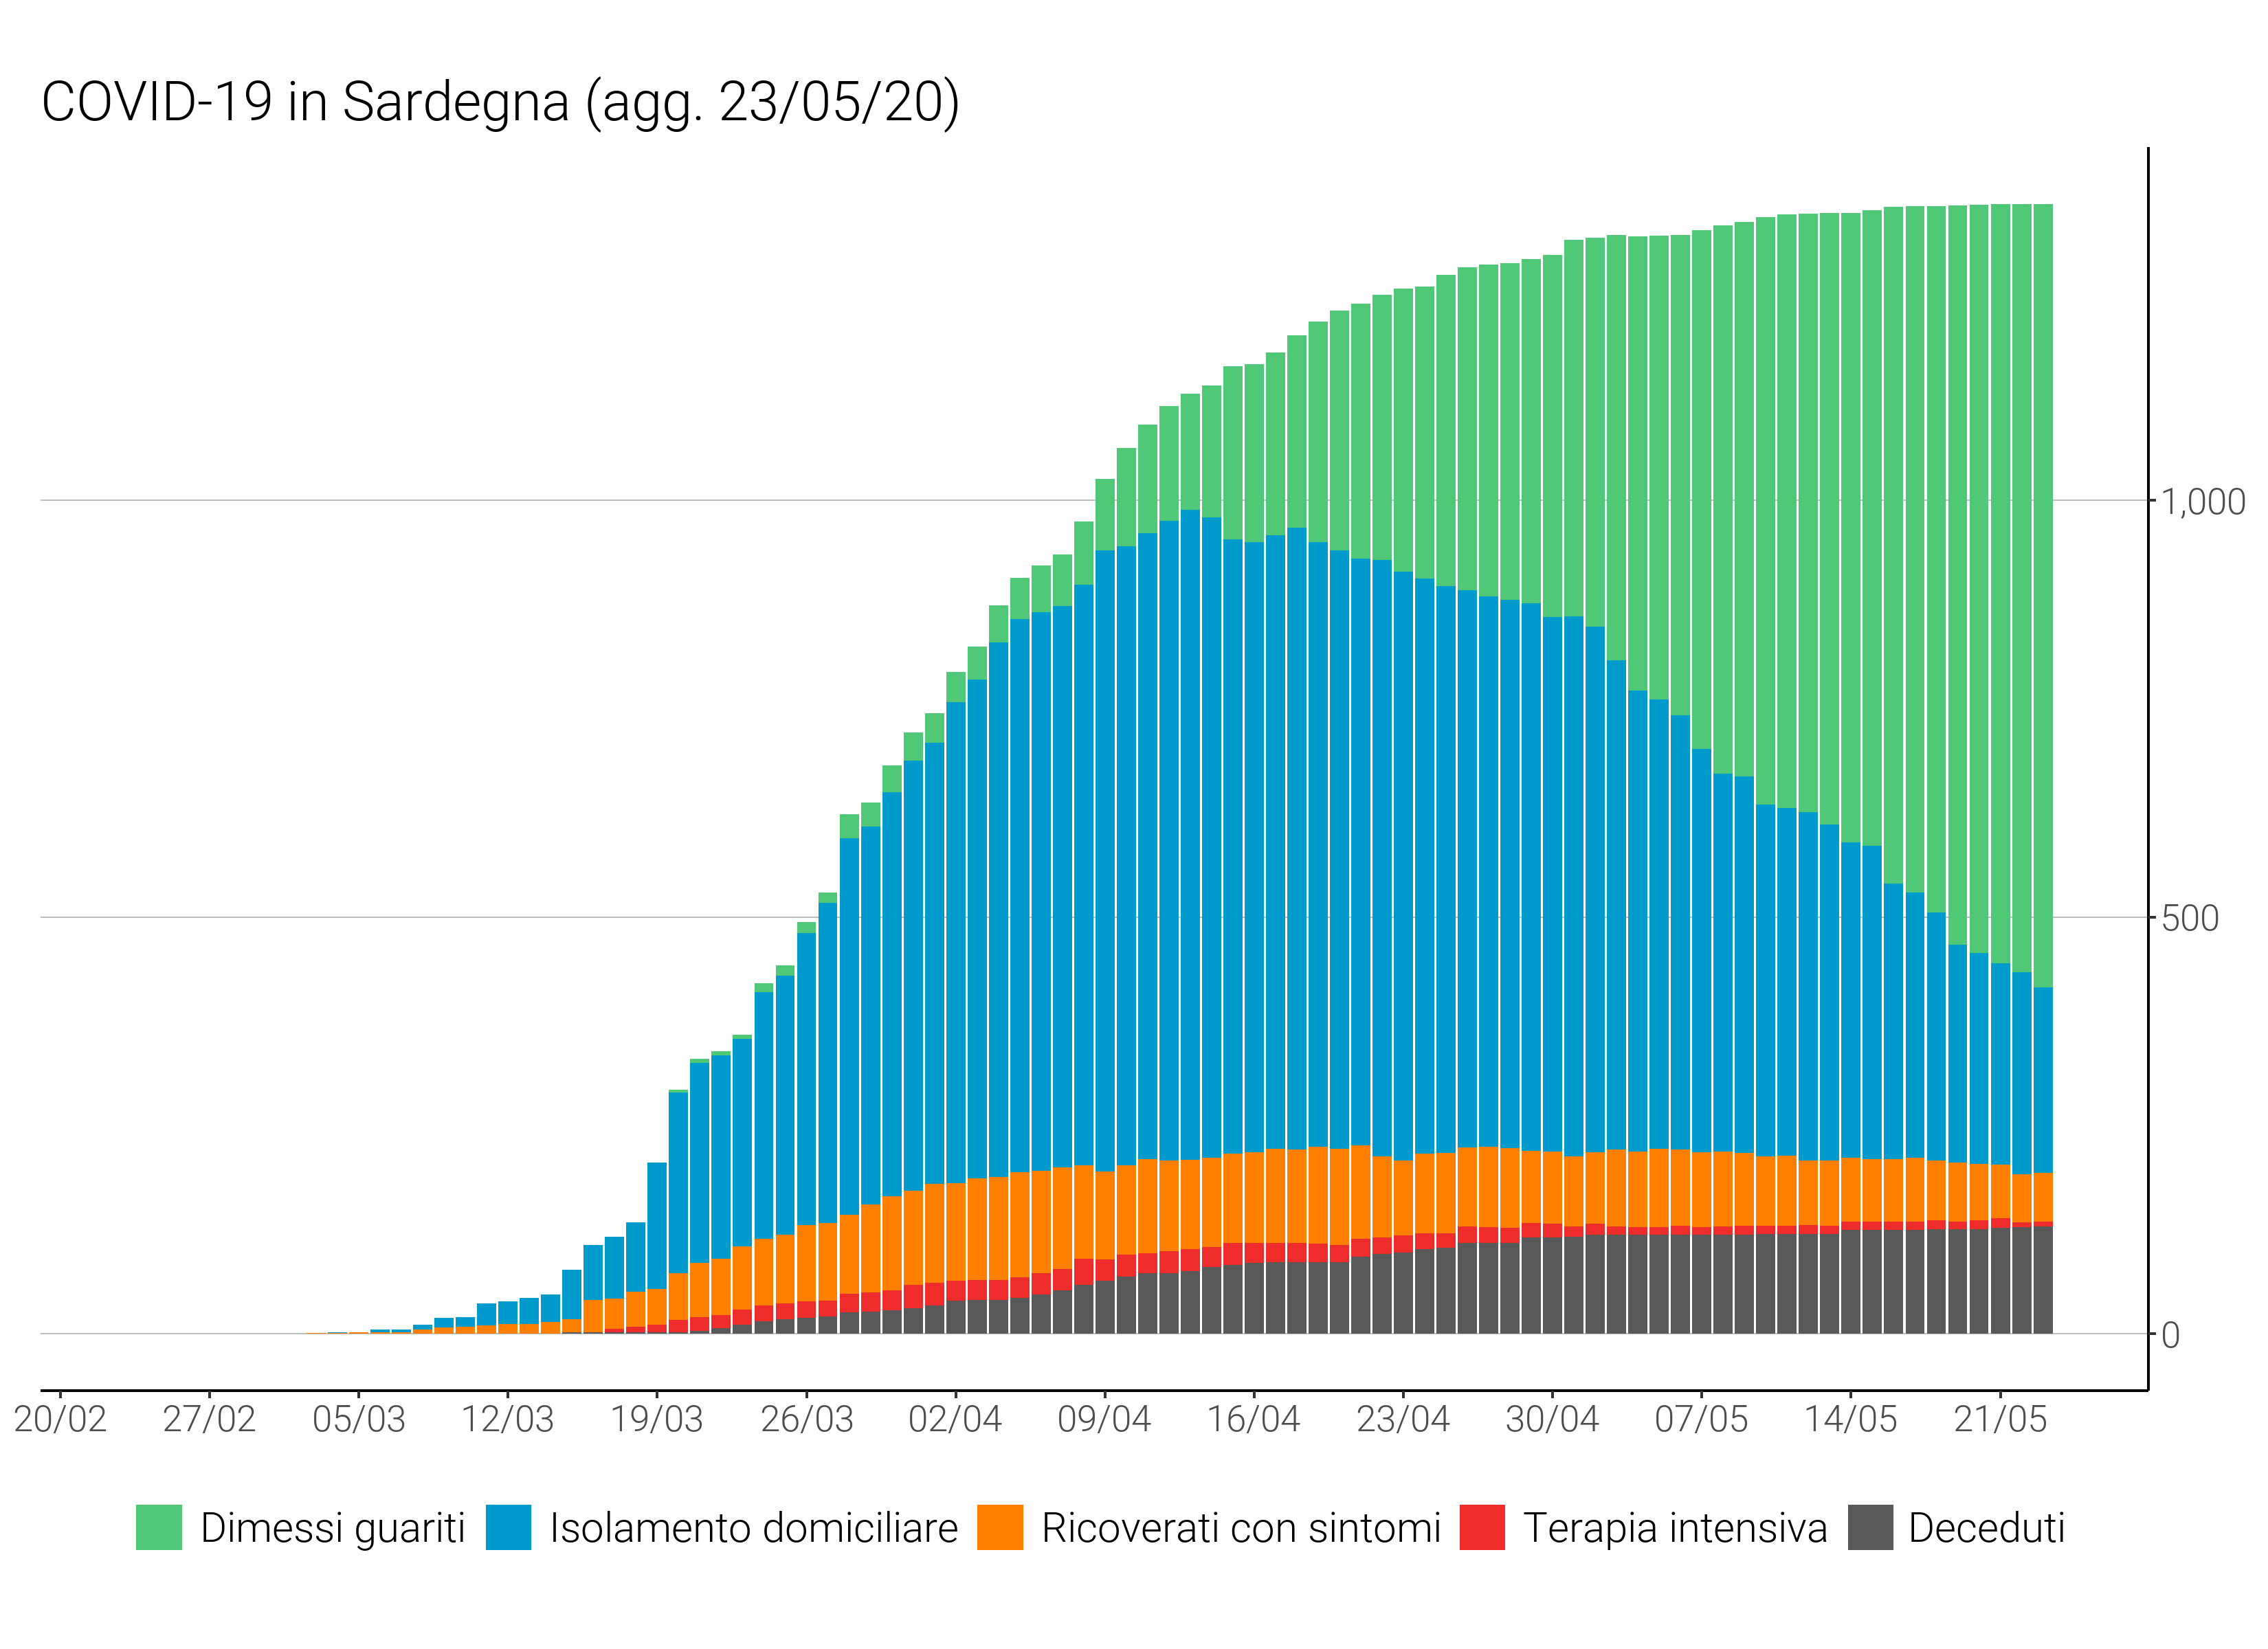 COVID-19 in Sardegna (agg. 23/05/20)
1,000
500
0
20/02 27/02 05/03 12/03 19/03 26/03 02/04 09/04 16/04 23/04 30/04 07/05 14/05 21/05
Dimessi guariti Isolamento domiciliare Ricoverati con sintomi Terapia intensiva Deceduti